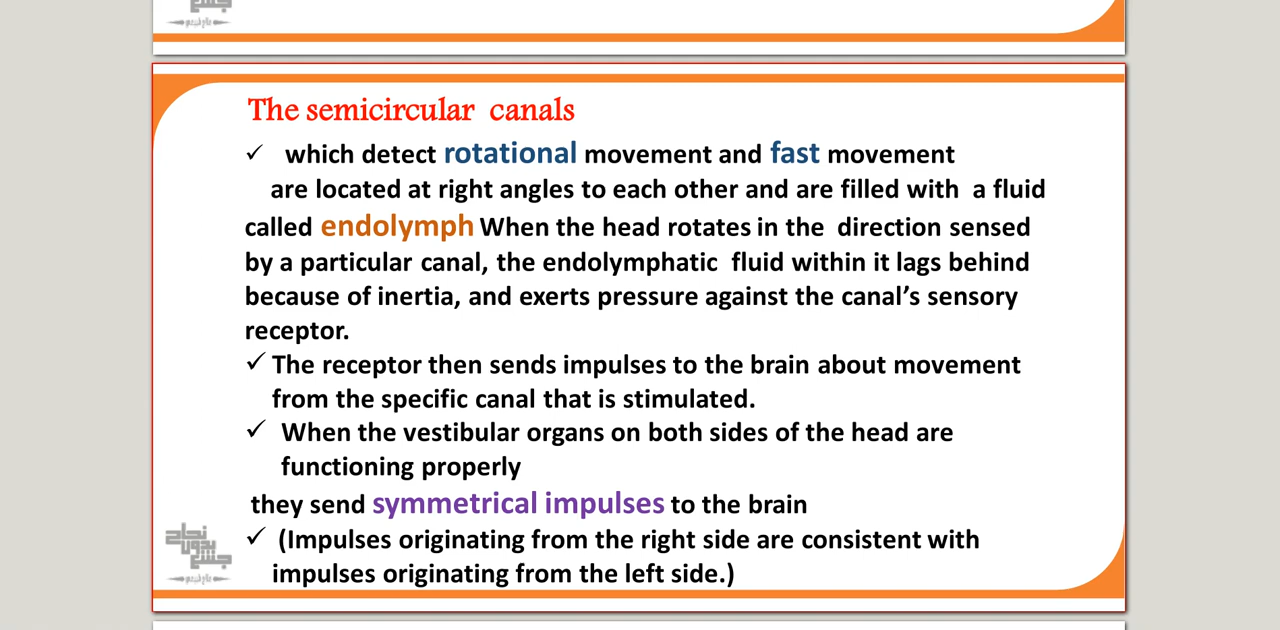 The semicircular canals
✓ which detect rotational movement and fast movement
are located at right angles to each other and are filled with a fluid
called endolymph When the head rotates in the direction sensed
by a particular canal, the endolymphatic fluid within it lags behind
because of inertia, and exerts pressure against the canal’s sensory
receptor.
✓ The receptor then sends impulses to the brain about movement
from the specific canal that is stimulated.
✓ When the vestibular organs on both sides of the head are
functioning properly
they send symmetrical impulses to the brain
✓ (Impulses originating from the right side are consistent with
impulses originating from the left side.)